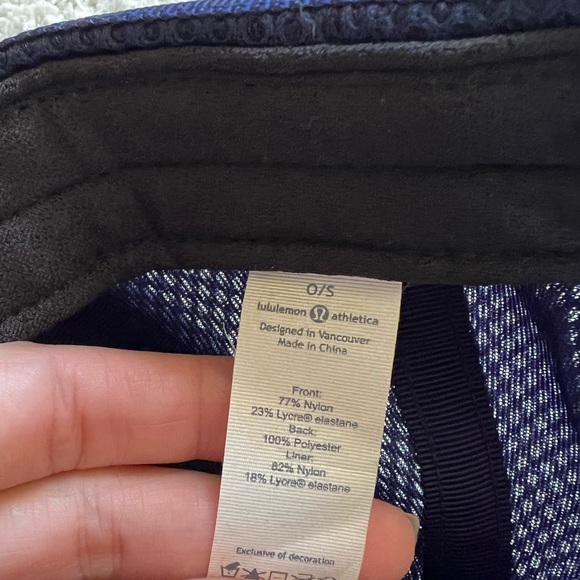 O/S
lululemon athletica
Designed in Vancouver
Made in China
Front:
77% Nylon
23% Lycra® elastane
Back:
100% Polyester
Liner:
82% Nylon
18% Lycra® elastane
Exclusive of decoration